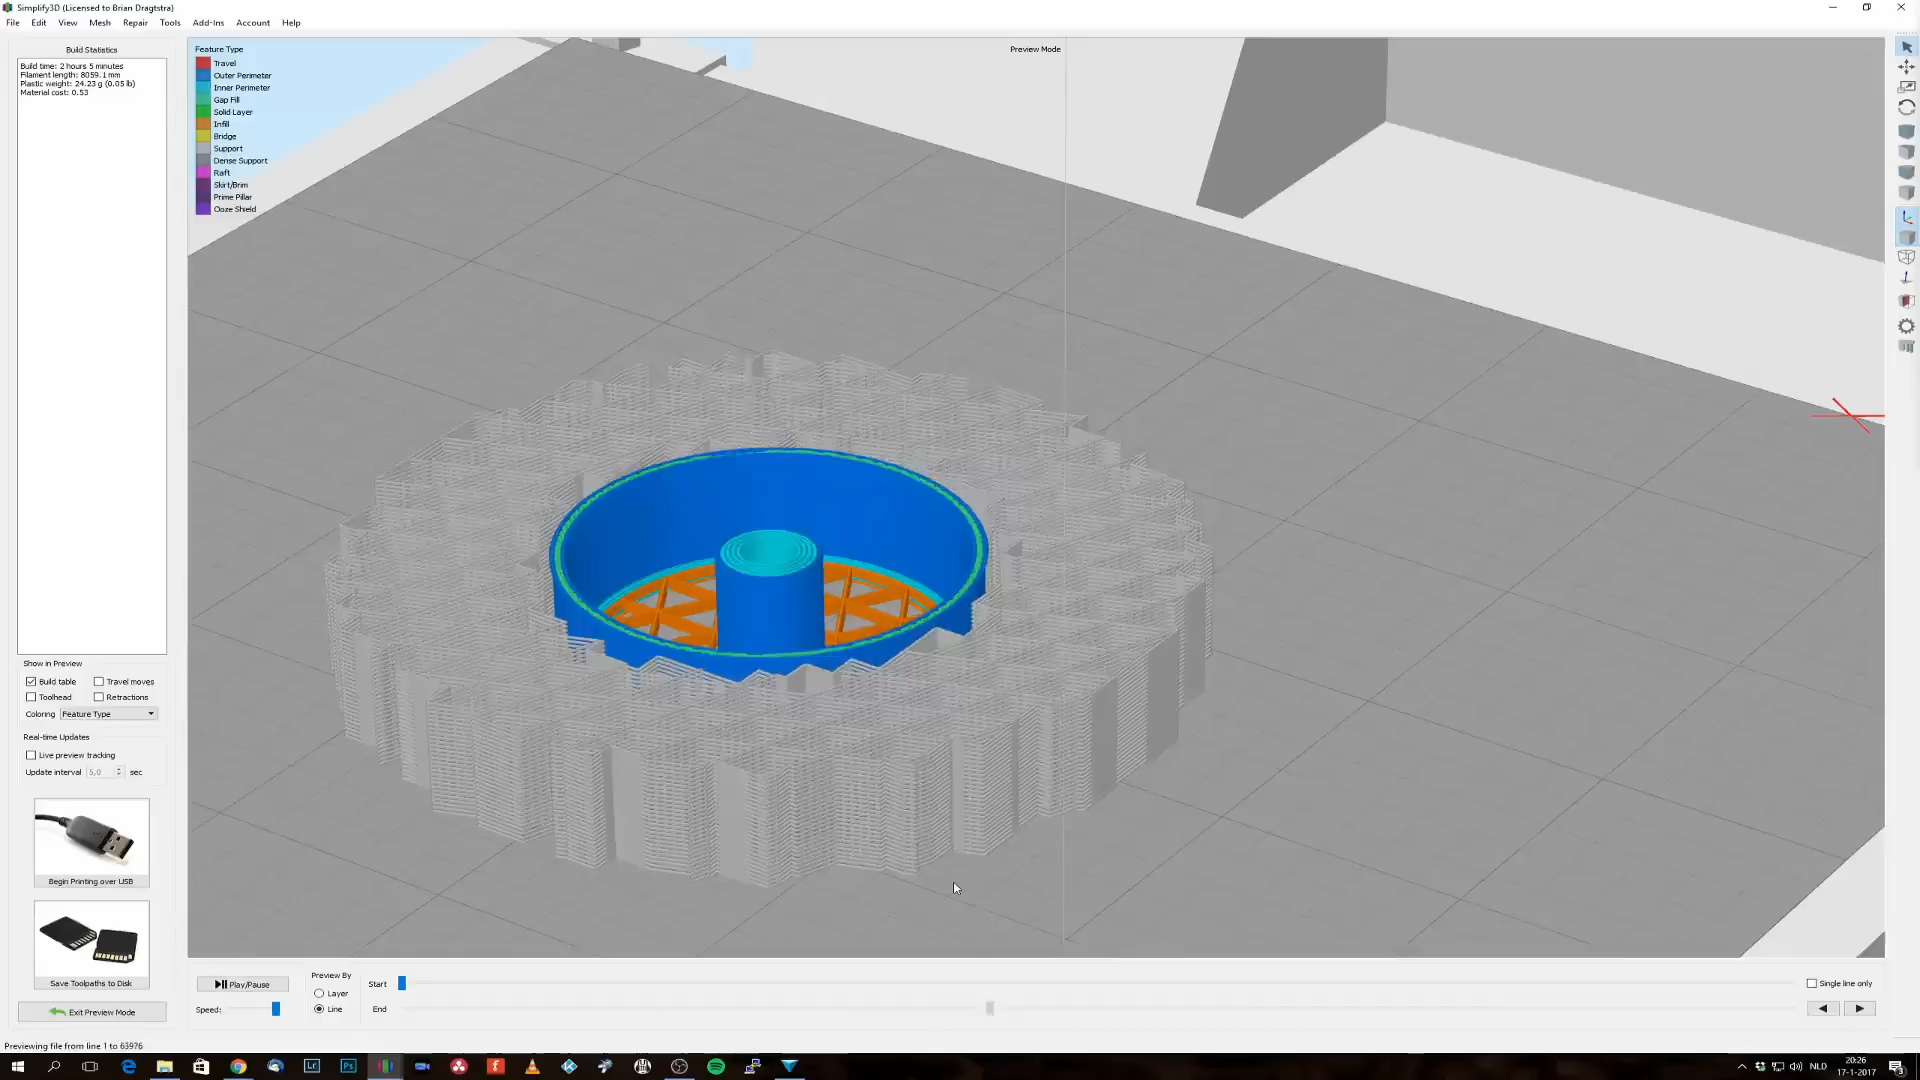 Simplify3D (Licensed to Brian Dragtstra)
File Edit View Mesh Repair Tools Add-Ins Account Help
Build Statistics
Build time: 2 hours 5 minutes
Filament length: 8059.1 mm
Plastic weight: 24.23 g (0.05 lb)
Material cost: 0.53
Feature Type
Travel
Outer Perimeter
Inner Perimeter
Gap Fill
Solid Layer
Infill
Bridge
Support
Dense Support
Raft
Skirt/Brim
Prime Pillar
Ooze Shield
Preview Mode
Show in Preview
Build table Travel moves
Toolhead Retractions
Coloring Feature Type
Real-time Updates
Live preview tracking
Update interval 5,0 sec
Begin Printing over USB
Save Toolpaths to Disk
Exit Preview Mode
Play/Pause
Speed:
Preview By
Layer
Line
Start
End
Single line only
Previewing file from line 1 to 63976
Lr Ps
NLD
20:26
17-1-2017